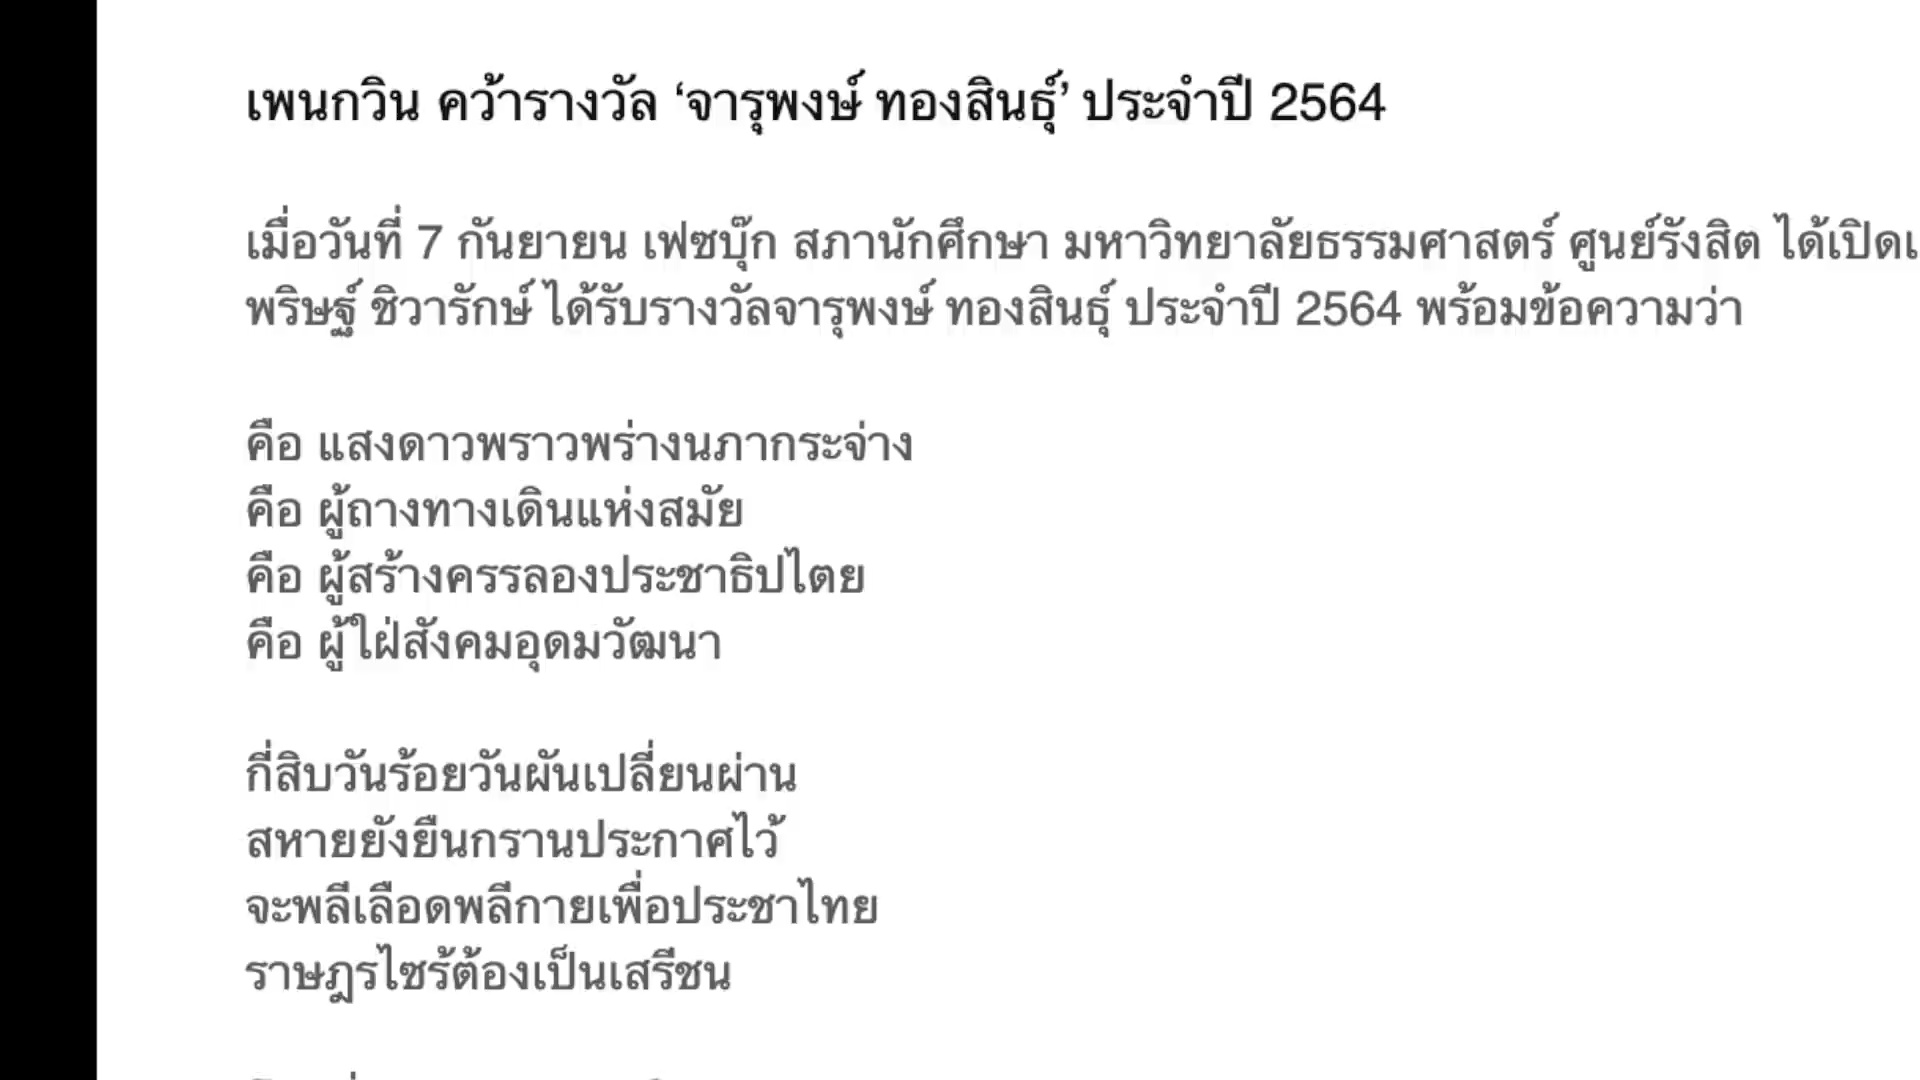 เพนกวิน คว้ารางวัล ‘จารุพงษ์ ทองสินธุ์’ ประจำปี 2564
เมื่อวันที่ 7 กันยายน เฟซบุ๊ก สภานักศึกษา มหาวิทยาลัยธรรมศาสตร์ ศูนย์รังสิต ได้เปิดเ
พริษฐ์ ชิวารักษ์ ได้รับรางวัลจารุพงษ์ ทองสินธุ์ ประจำปี 2564 พร้อมข้อความว่า
คือ แสงดาวพราวพร่างนภากระจ่าง
คือ ผู้ถางทางเดินแห่งสมัย
คือ ผู้สร้างครรลองประชาธิปไตย
คือ ผู้ใฝ่สังคมอุดมวัฒนา
กี่สิบวันร้อยวันผันเปลี่ยนผ่าน
สหายยังยืนกรานประกาศไว้
จะพลีเลือดพลีกายเพื่อประชาไทย
ราษฎรไซร้ต้องเป็นเสรีชน